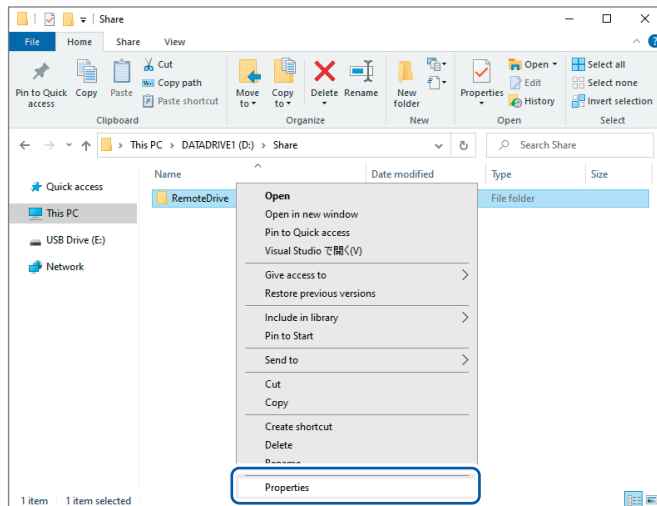 Share
File Home Share View
Pin to Quick access
Copy
Paste
Cut
Copy path
Paste shortcut
Clipboard
Move to
Copy to
Delete
Rename
Organize
New folder
New
Properties
Open
Edit
History
Open
Select all
Select none
Invert selection
Select
This PC > DATADRIVE1 (D:) > Share
Search Share
Name Date modified Type Size
Quick access
This PC
USB Drive (E:)
Network
RemoteDrive File folder
Open
Open in new window
Pin to Quick access
Visual Studio で開く(V)
Give access to
Restore previous versions
Include in library
Pin to Start
Send to
Cut
Copy
Create shortcut
Delete
Rename
Properties
1 item 1 item selected